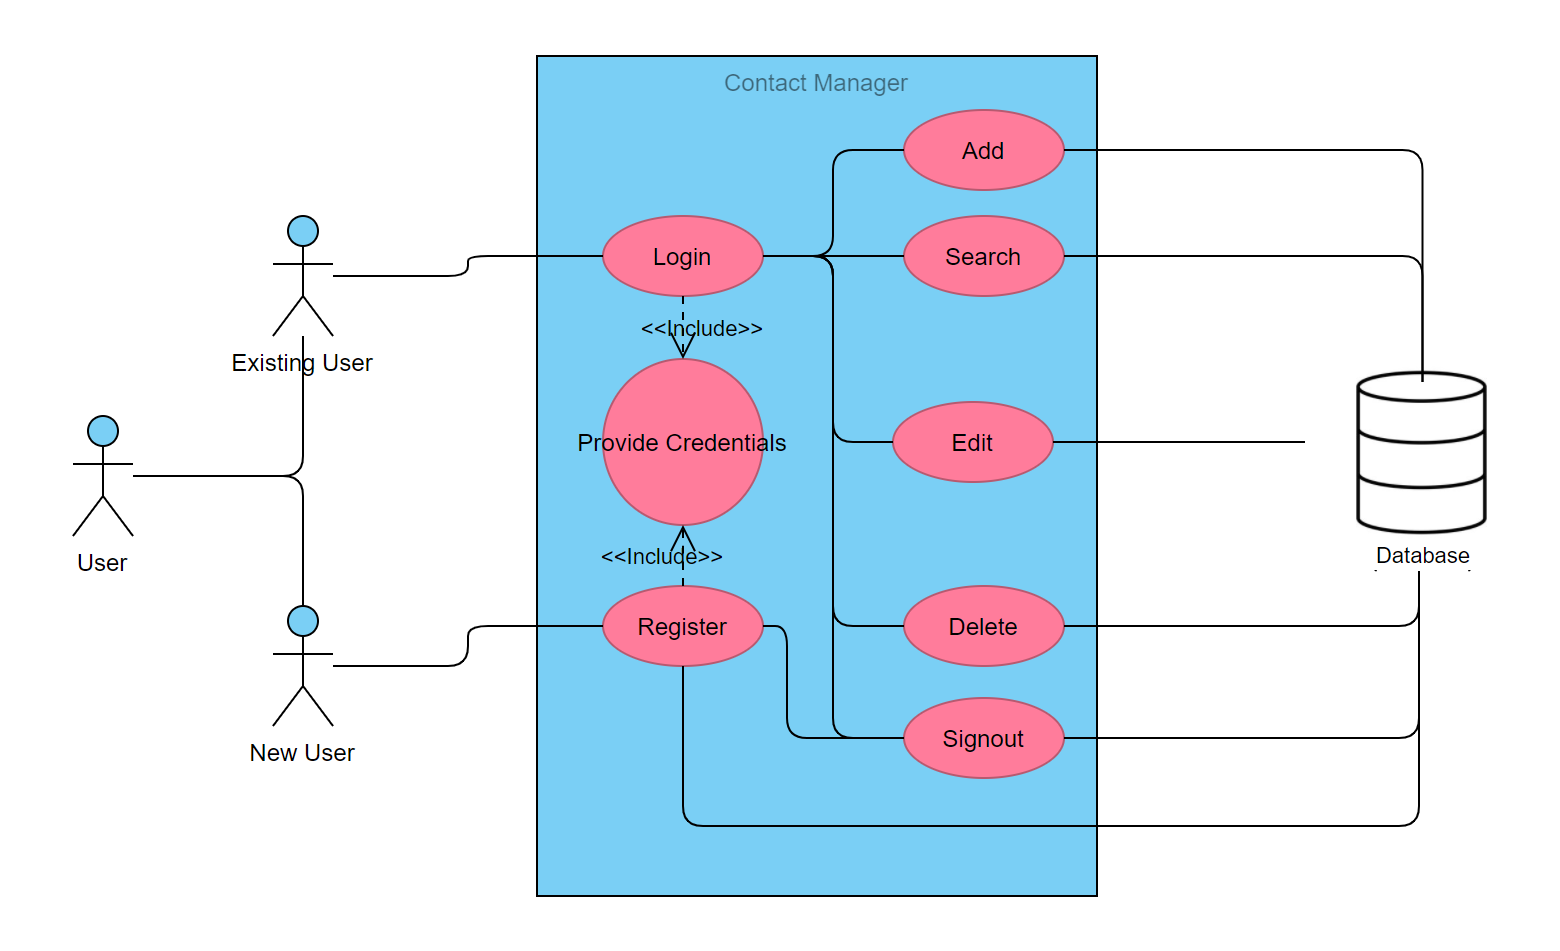 Contact Manager
Add
Login
Search
<<Include>>
Existing User
Provide Credentials
Edit
User
<<Include>>
Database
Register
Delete
New User
Signout